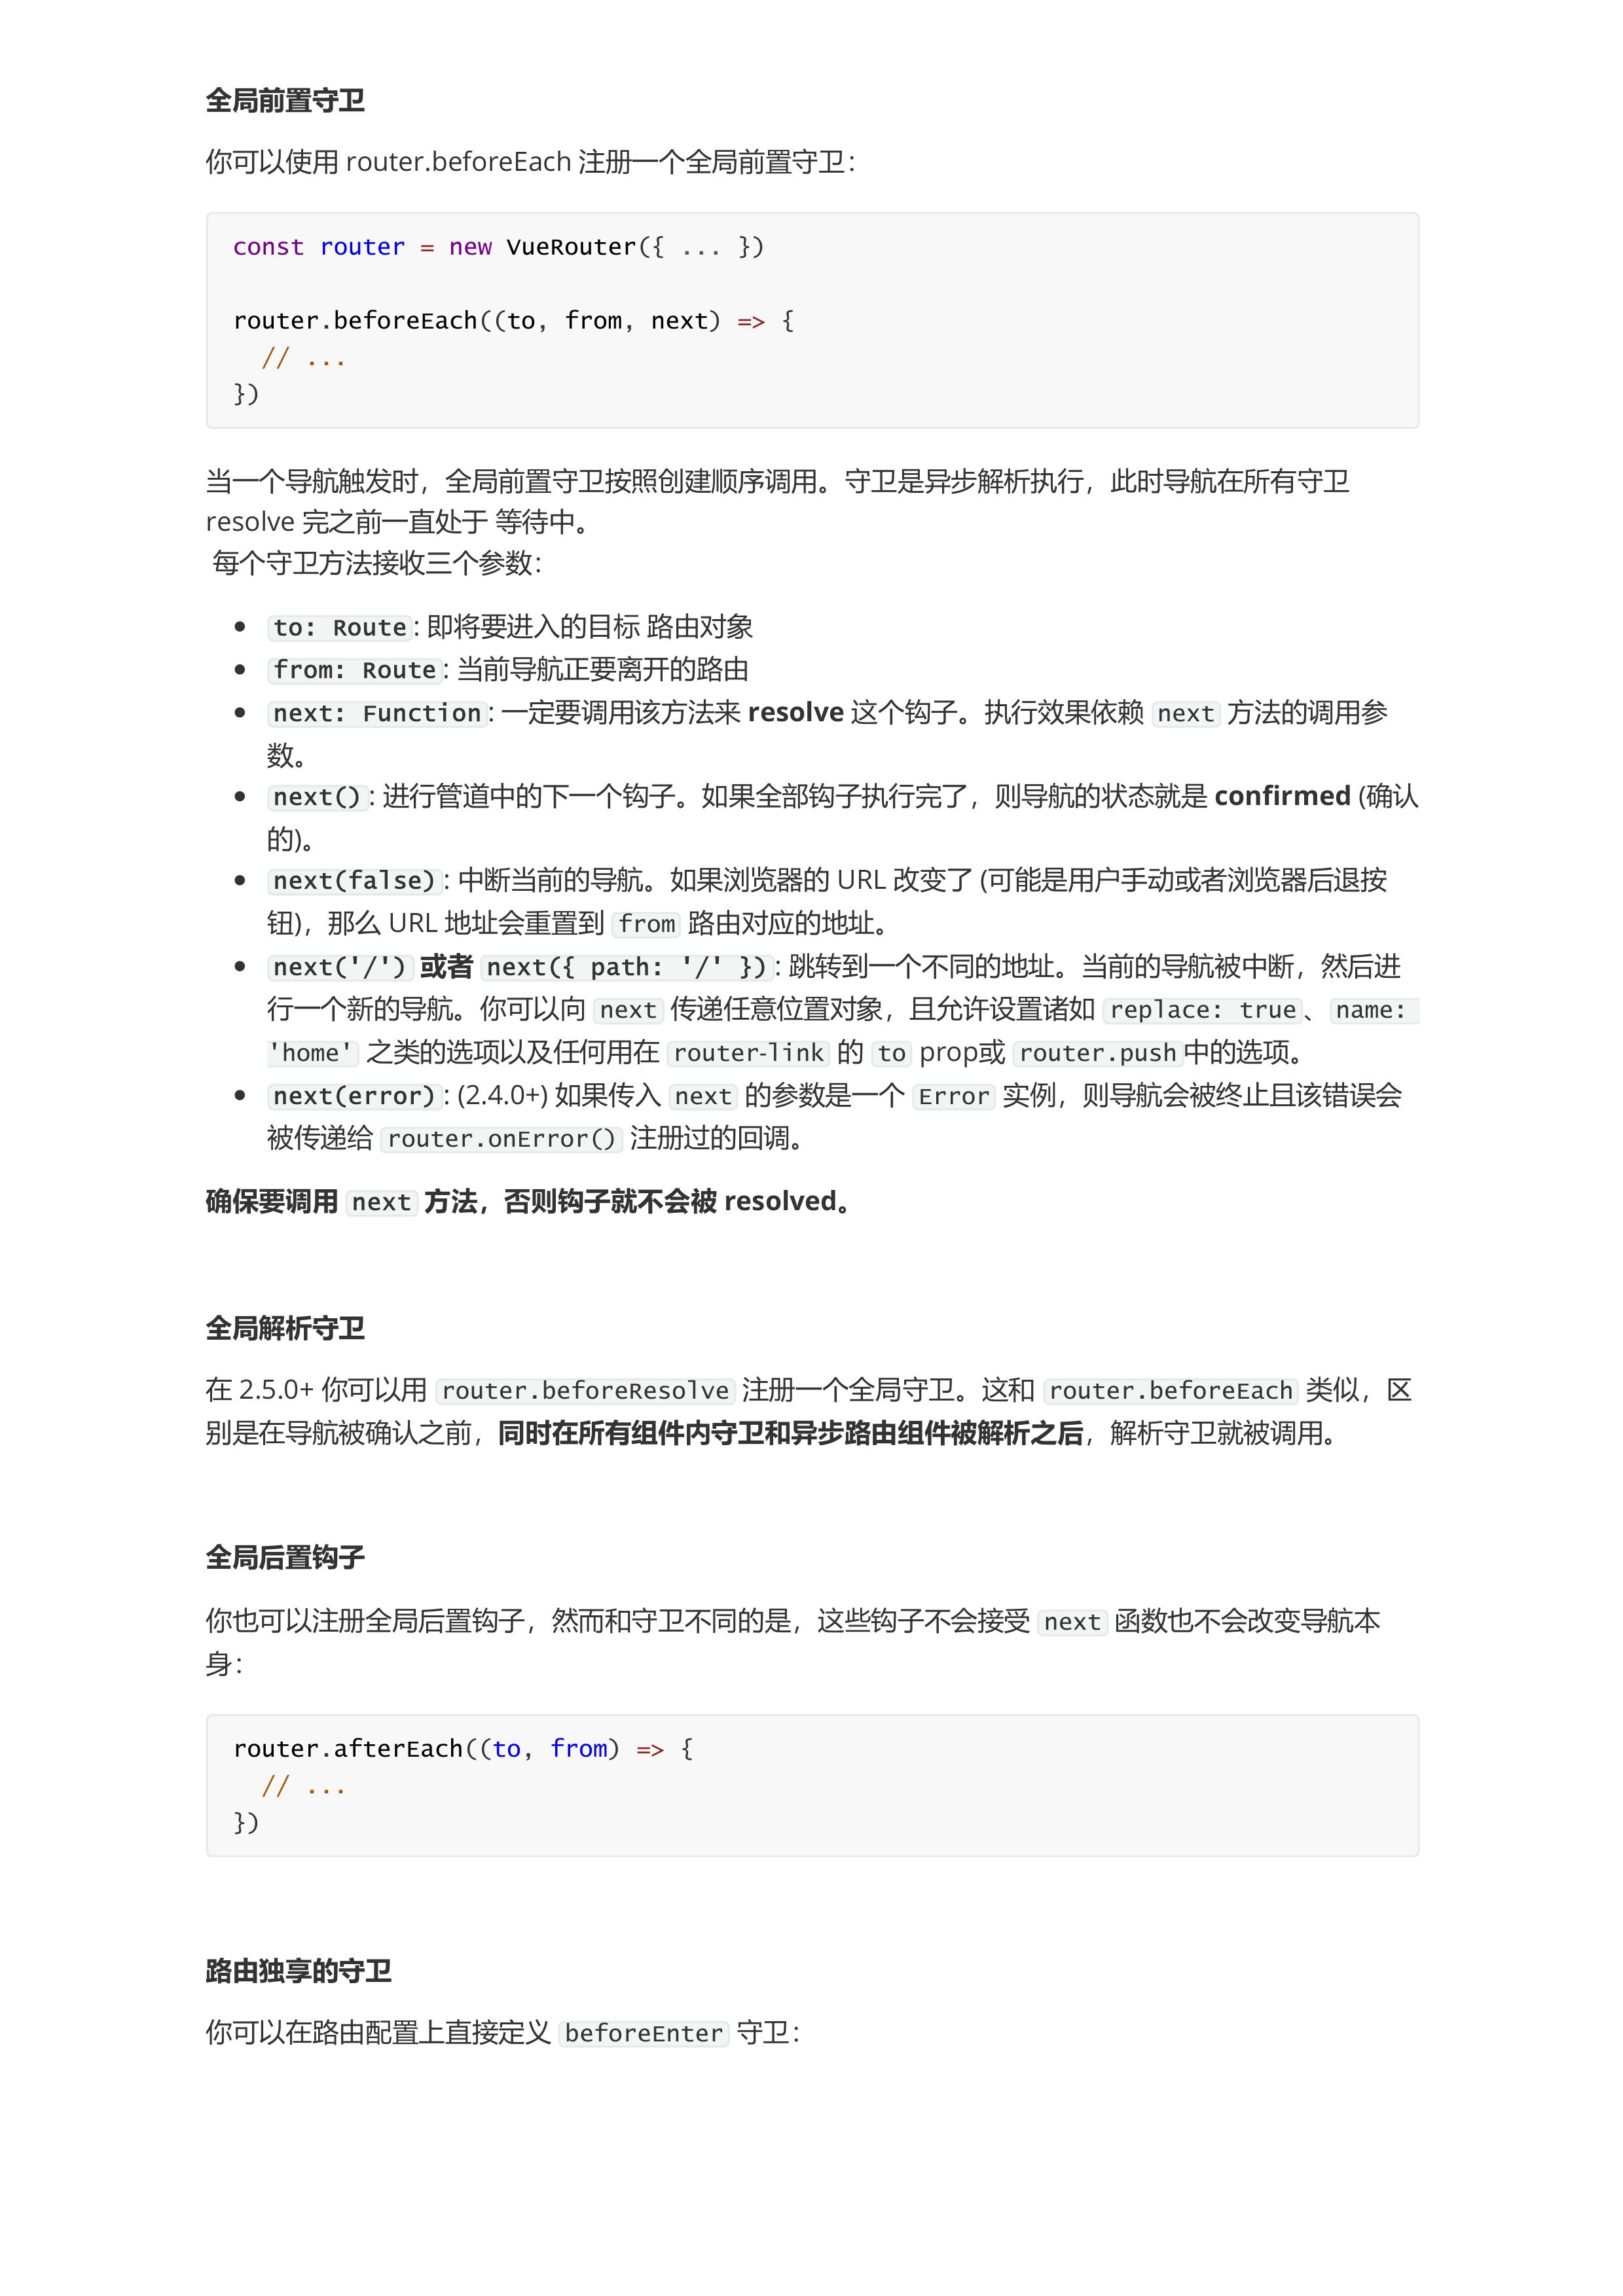 全局前置守卫
你可以使用 router.beforeEach 注册一个全局前置守卫：
const router = new VueRouter({ ... })
router.beforeEach((to, from, next) => {
  // ...
})
当一个导航触发时，全局前置守卫按照创建顺序调用。守卫是异步解析执行，此时导航在所有守卫
resolve 完之前一直处于 等待中。
每个守卫方法接收三个参数：
• to: Route: 即将要进入的目标 路由对象
• from: Route: 当前导航正要离开的路由
• next: Function: 一定要调用该方法来 resolve 这个钩子。执行效果依赖 next 方法的调用参
数。
• next(): 进行管道中的下一个钩子。如果全部钩子执行完了，则导航的状态就是 confirmed (确认
的)。
• next(false): 中断当前的导航。如果浏览器的 URL 改变了 (可能是用户手动或者浏览器后退按
钮)，那么 URL 地址会重置到 from 路由对应的地址。
• next('/') 或者 next({ path: '/' }): 跳转到一个不同的地址。当前的导航被中断，然后进
行一个新的导航。你可以向 next 传递任意位置对象，且允许设置诸如 replace: true、name:
'home' 之类的选项以及任何用在 router-link 的 to prop或 router.push中的选项。
• next(error): (2.4.0+) 如果传入 next 的参数是一个 Error 实例，则导航会被终止且该错误会
被传递给 router.onError() 注册过的回调。
确保要调用 next 方法，否则钩子就不会被 resolved。
全局解析守卫
在 2.5.0+ 你可以用 router.beforeResolve 注册一个全局守卫。这和 router.beforeEach 类似，区
别是在导航被确认之前，同时在所有组件内守卫和异步路由组件被解析之后，解析守卫就被调用。
全局后置钩子
你也可以注册全局后置钩子，然而和守卫不同的是，这些钩子不会接受 next 函数也不会改变导航本
身：
router.afterEach((to, from) => {
  // ...
})
路由独享的守卫
你可以在路由配置上直接定义 beforeEnter 守卫：